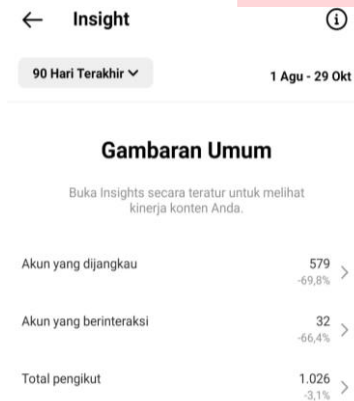 Insight
90 Hari Terakhir
1 Agu - 29 Okt
Gambaran Umum
Buka Insights secara teratur untuk melihat
kinerja konten Anda.
Akun yang dijangkau
579
-69,8%
Akun yang berinteraksi
32
-66,4%
Total pengikut
1.026
-3,1%